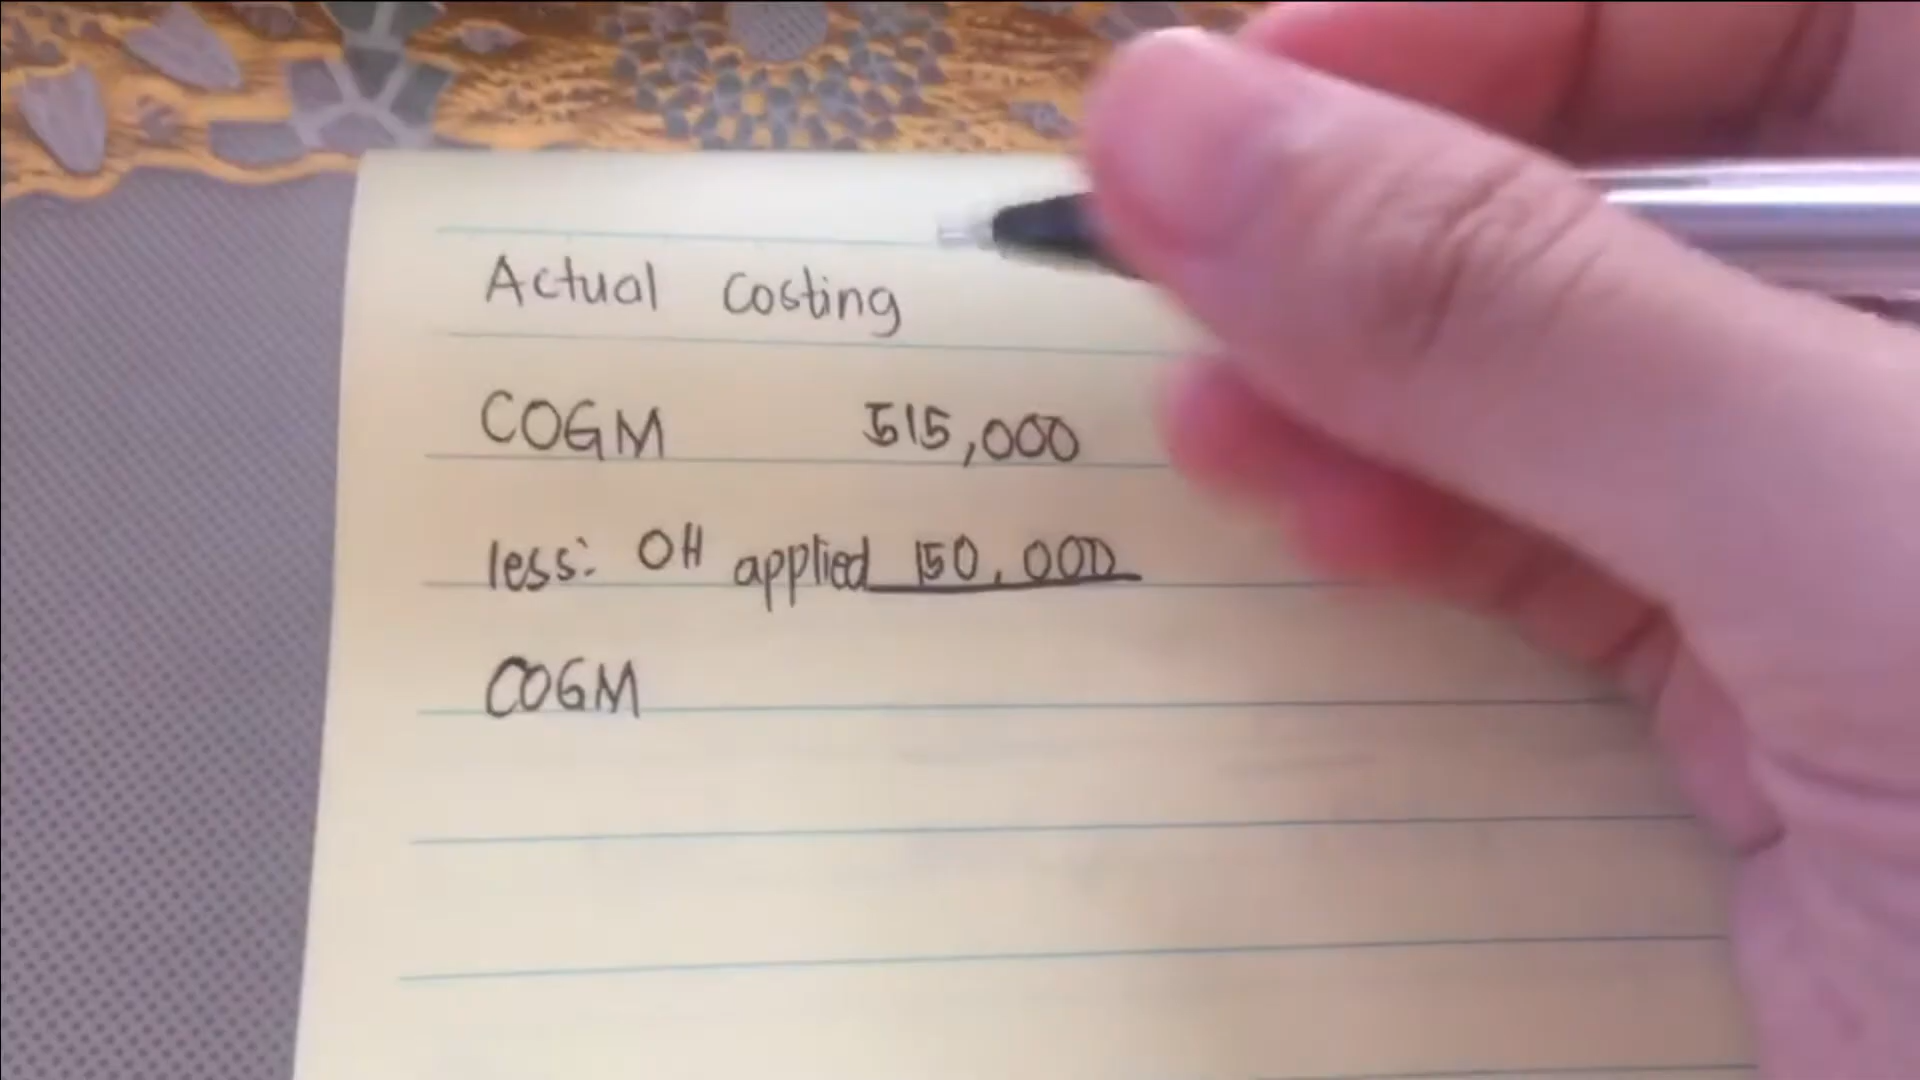 Actual Costing
COGM 515,000
less: OH applied 150,000
COGM